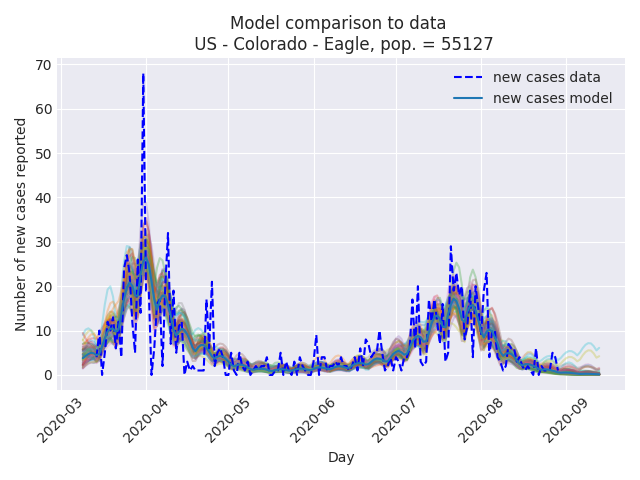 Model comparison to data
US - Colorado - Eagle, pop. = 55127
new cases data
new cases model
Number of new cases reported
70
60
50
40
30
20
10
0
2020-03
2020-04
2020-05
2020-06
2020-07
2020-08
2020-09
Day